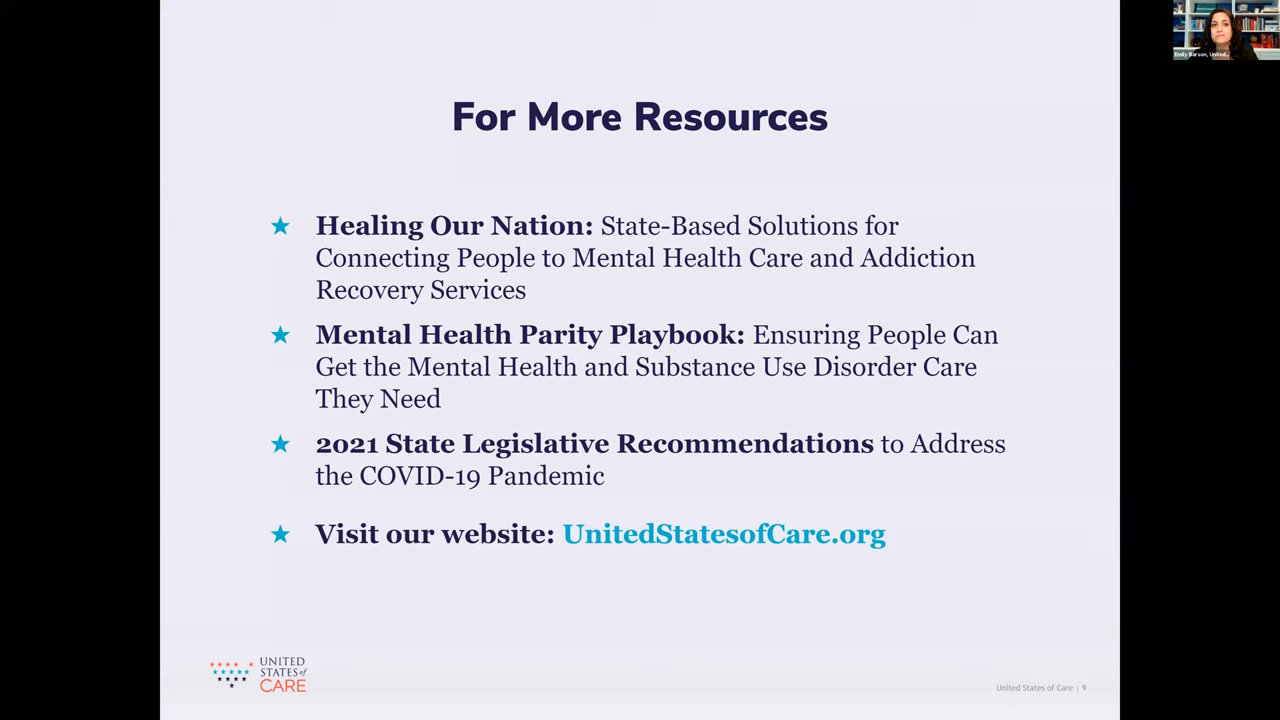 Emily Barson, United...
For More Resources
★ Healing Our Nation: State-Based Solutions for
Connecting People to Mental Health Care and Addiction
Recovery Services
★ Mental Health Parity Playbook: Ensuring People Can
Get the Mental Health and Substance Use Disorder Care
They Need
★ 2021 State Legislative Recommendations to Address
the COVID-19 Pandemic
★ Visit our website: UnitedStatesofCare.org
UNITED
STATES of
CARE
United States of Care | 9